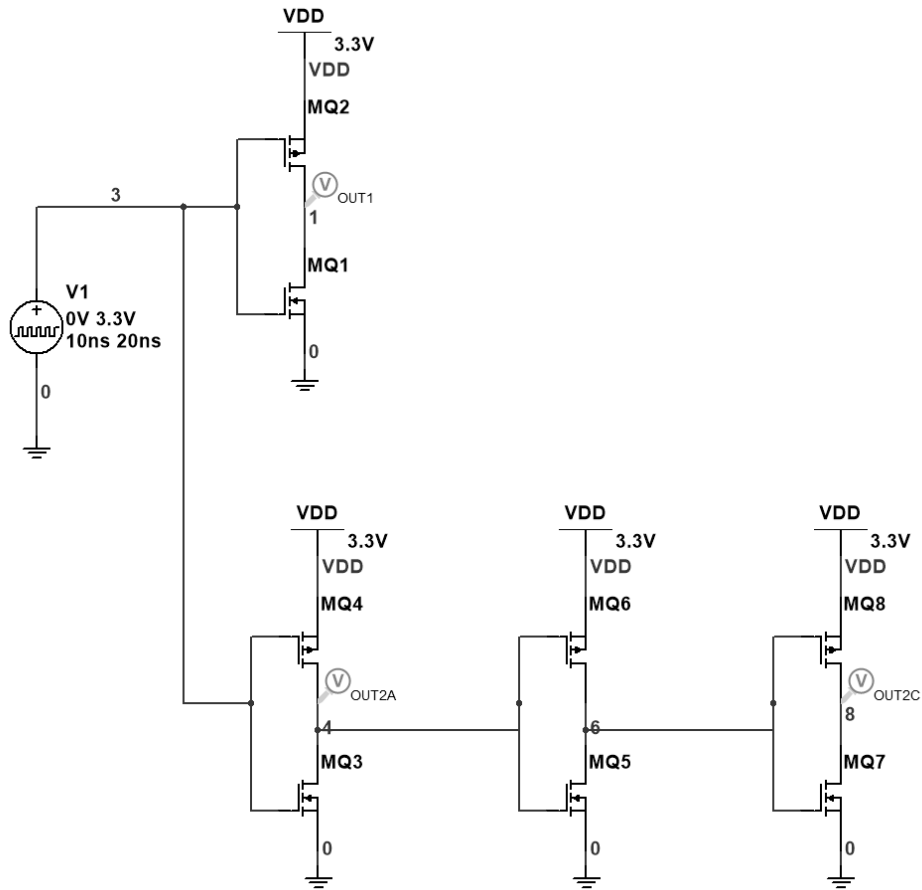 VDD
3.3V
VDD
MQ2
V
OUT1
3
1
MQ1
V1
0V 3.3V
10ns 20ns
0
0
VDD
VDD
VDD
3.3V
3.3V
3.3V
VDD
VDD
VDD
MQ4
MQ6
MQ8
V
V
OUT2A
OUT2C
4
6
8
MQ3
MQ5
MQ7
0
0
0